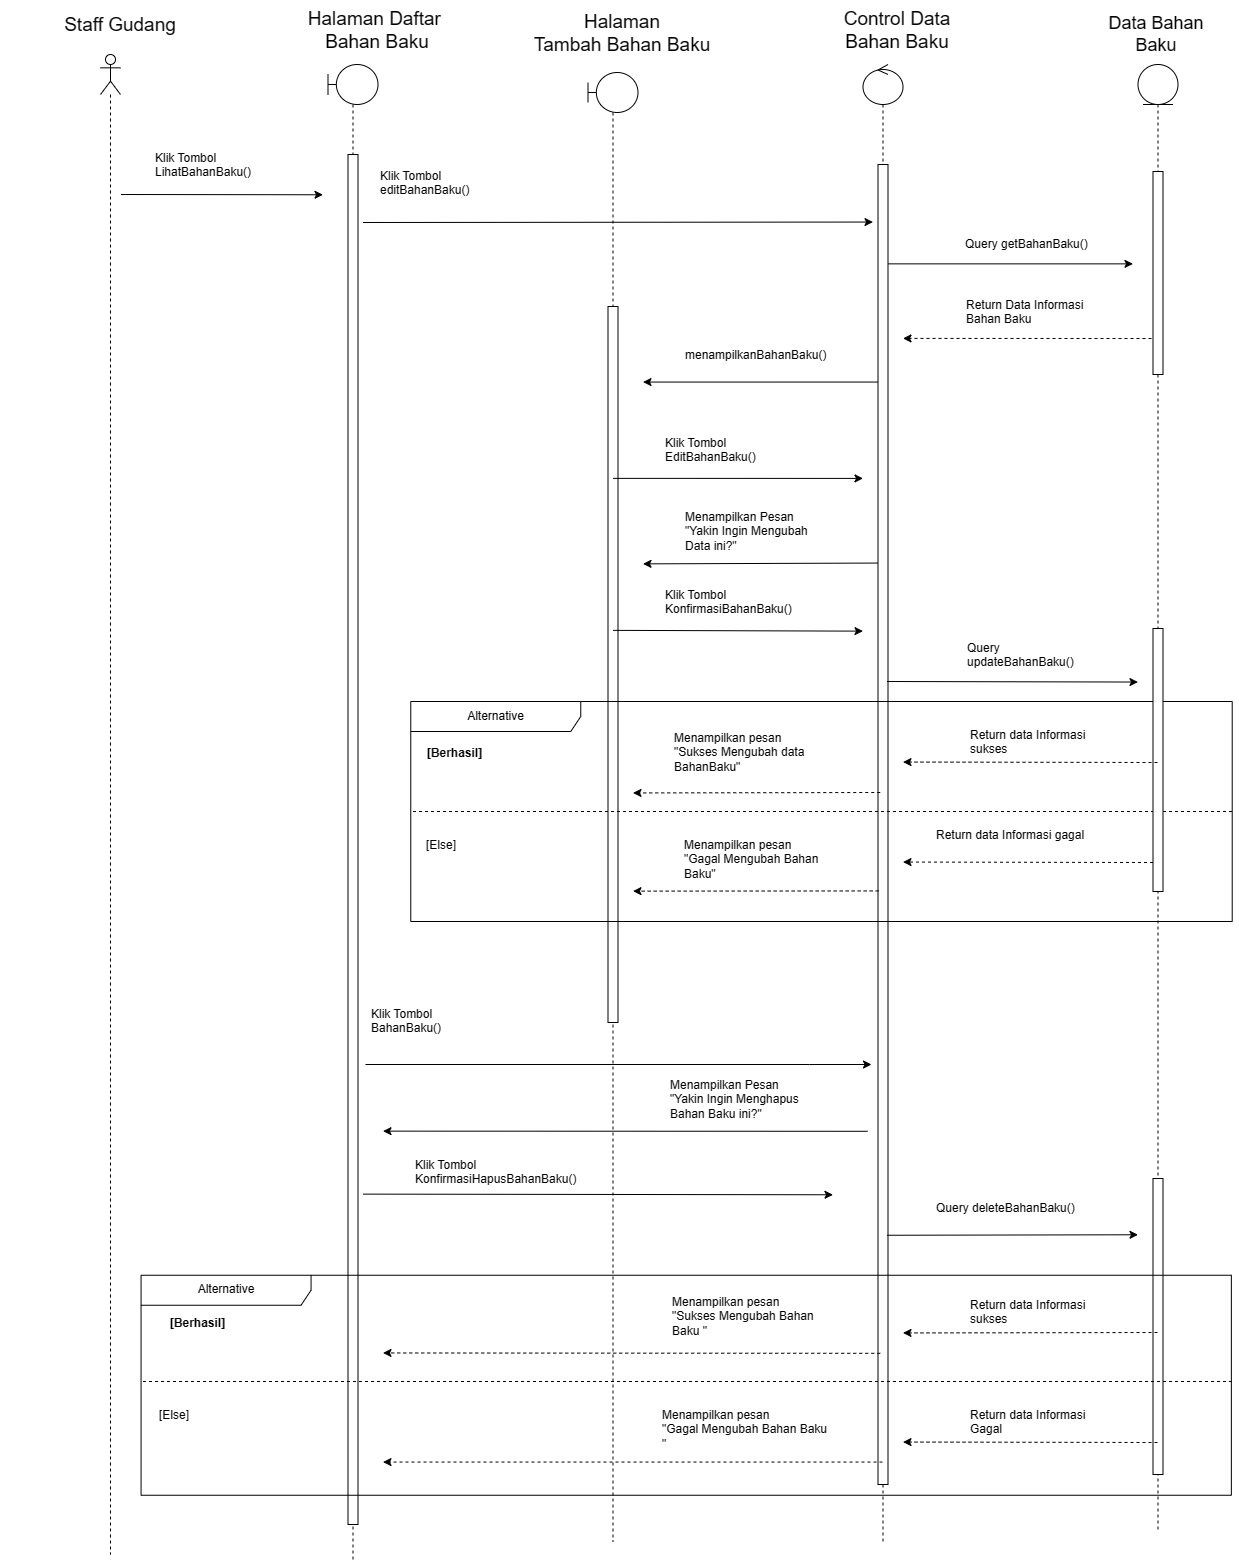 Staff Gudang
Halaman Daftar
Bahan Baku
Halaman
Tambah Bahan Baku
Control Data
Bahan Baku
Data Bahan
Baku
Klik Tombol
LihatBahanBaku()
Klik Tombol
editBahanBaku()
Query getBahanBaku()
Return Data Informasi
Bahan Baku
menampilkanBahanBaku()
Klik Tombol
EditBahanBaku()
Menampilkan Pesan
"Yakin Ingin Mengubah
Data ini?"
Klik Tombol
KonfirmasiBahanBaku()
Query
updateBahanBaku()
Alternative
[Berhasil]
Menampilkan pesan
"Sukses Mengubah data
BahanBaku"
Return data Informasi
sukses
[Else]
Menampilkan pesan
"Gagal Mengubah Bahan
Baku"
Return data Informasi gagal
Klik Tombol
BahanBaku()
Menampilkan Pesan
"Yakin Ingin Menghapus
Bahan Baku ini?"
Klik Tombol
KonfirmasiHapusBahanBaku()
Query deleteBahanBaku()
Alternative
[Berhasil]
Menampilkan pesan
"Sukses Mengubah Bahan
Baku "
Return data Informasi
sukses
[Else]
Menampilkan pesan
"Gagal Mengubah Bahan Baku
"
Return data Informasi
Gagal